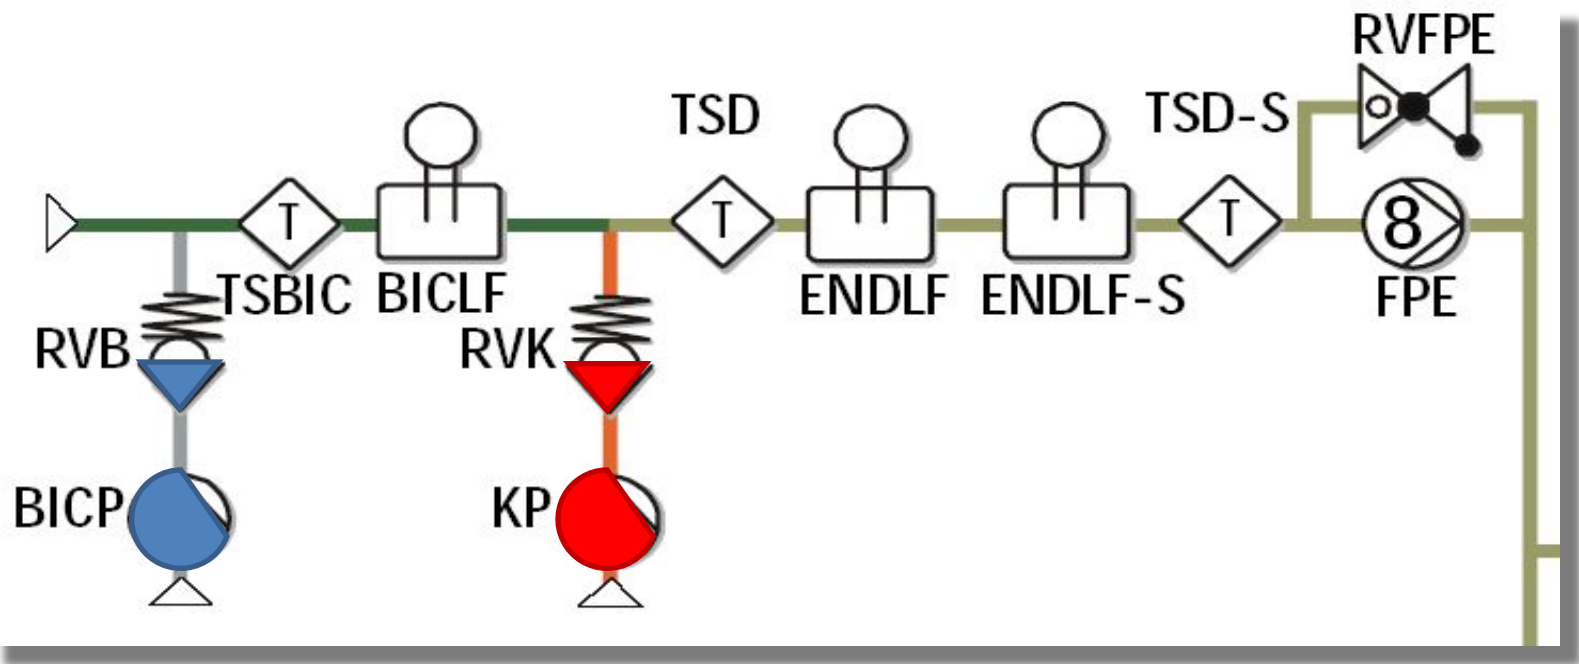 RVFPE
TSD
TSD-S
T
T
T
8
TSBIC
BICLF
ENDLF
ENDLF-S
FPE
RVB
RVK
BICP
KP